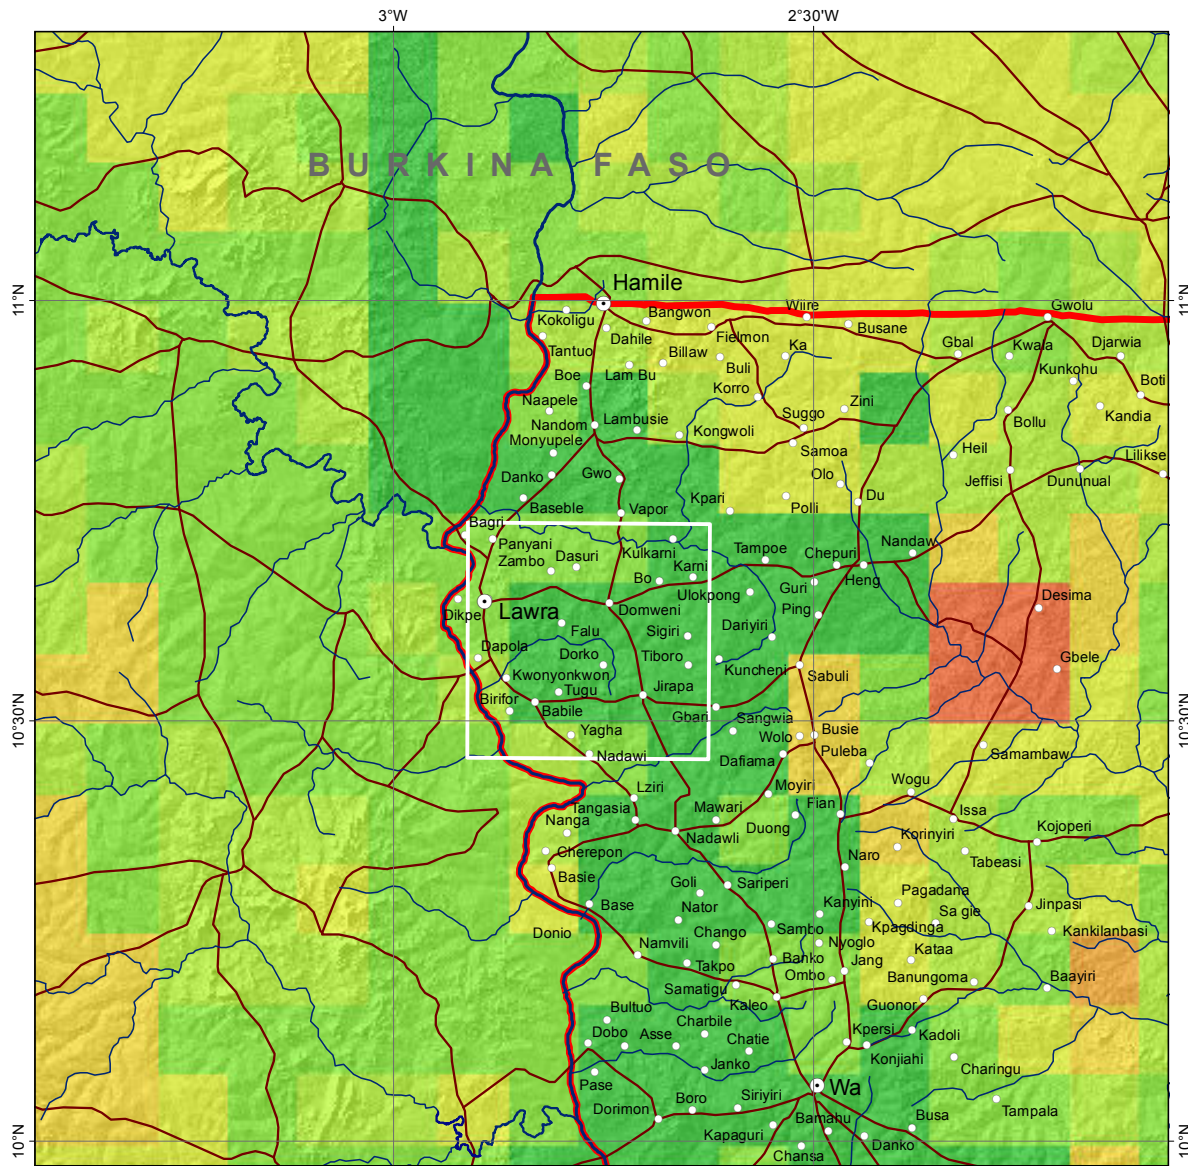 3°W
2°30'W
BURKINA FASO
11°N
11°N
Hamile
Wiire
Gwolu
Kokoligu
Bangwon
Dahile
Fielmon
Busane
Tantuo
Billaw
Ka
Gbal
Kwala
Djarwia
Boe
Lam Bu
Buli
Kunkohu
Boti
Naapele
Korro
Zini
Kandia
Nandom
Lambusie
Suggo
Bollu
Monyupele
Kongwoli
Samoa
Heil
Lilikse
Danko
Gwo
Olo
Jeffisi
Dununual
Baseble
Vapor
Kpari
Polli
Du
Bagri
Panyani
Kulkarni
Tampoe
Chepuri
Nandaw
Zambo
Dasuri
Bo
Karni
Guri
Heng
Ulokpong
Desima
Dikpe
Lawra
Domweni
Ping
Falu
Sigiri
Dariyiri
Dapola
Dorko
Tiboro
Kuncheni
Sabuli
Gbele
Kwonyonkwon
Tugu
Jirapa
Birifor
Babile
Gbari
Sangwia
10°30'N
10°30'N
Yagha
Wolo
Busie
Nadawi
Dafiama
Puleba
Samambaw
Lziri
Moyiri
Wogu
Tangasia
Mawari
Fian
Issa
Nanga
Nadawli
Duong
Korinyiri
Kojoperi
Cherepon
Naro
Tabeasi
Basie
Goli
Sariperi
Pagadana
Base
Nator
Kanyini
Sa gie
Jinpasi
Donio
Chango
Sambo
Kpagdinga
Kankilanbasi
Namvili
Nyoglo
Kataa
Takpo
Banko
Jang
Samatigu
Ombo
Banungoma
Baayiri
Bultuo
Kaleo
Guonor
Dobo
Asse
Charbile
Kpersi
Kadoli
Chatie
Konjiahi
Janko
Charingu
Pase
Wa
Dorimon
Boro
Siriyiri
Tampala
Kapaguri
Bamahu
Busa
Danko
Chansa
10°N
10°N